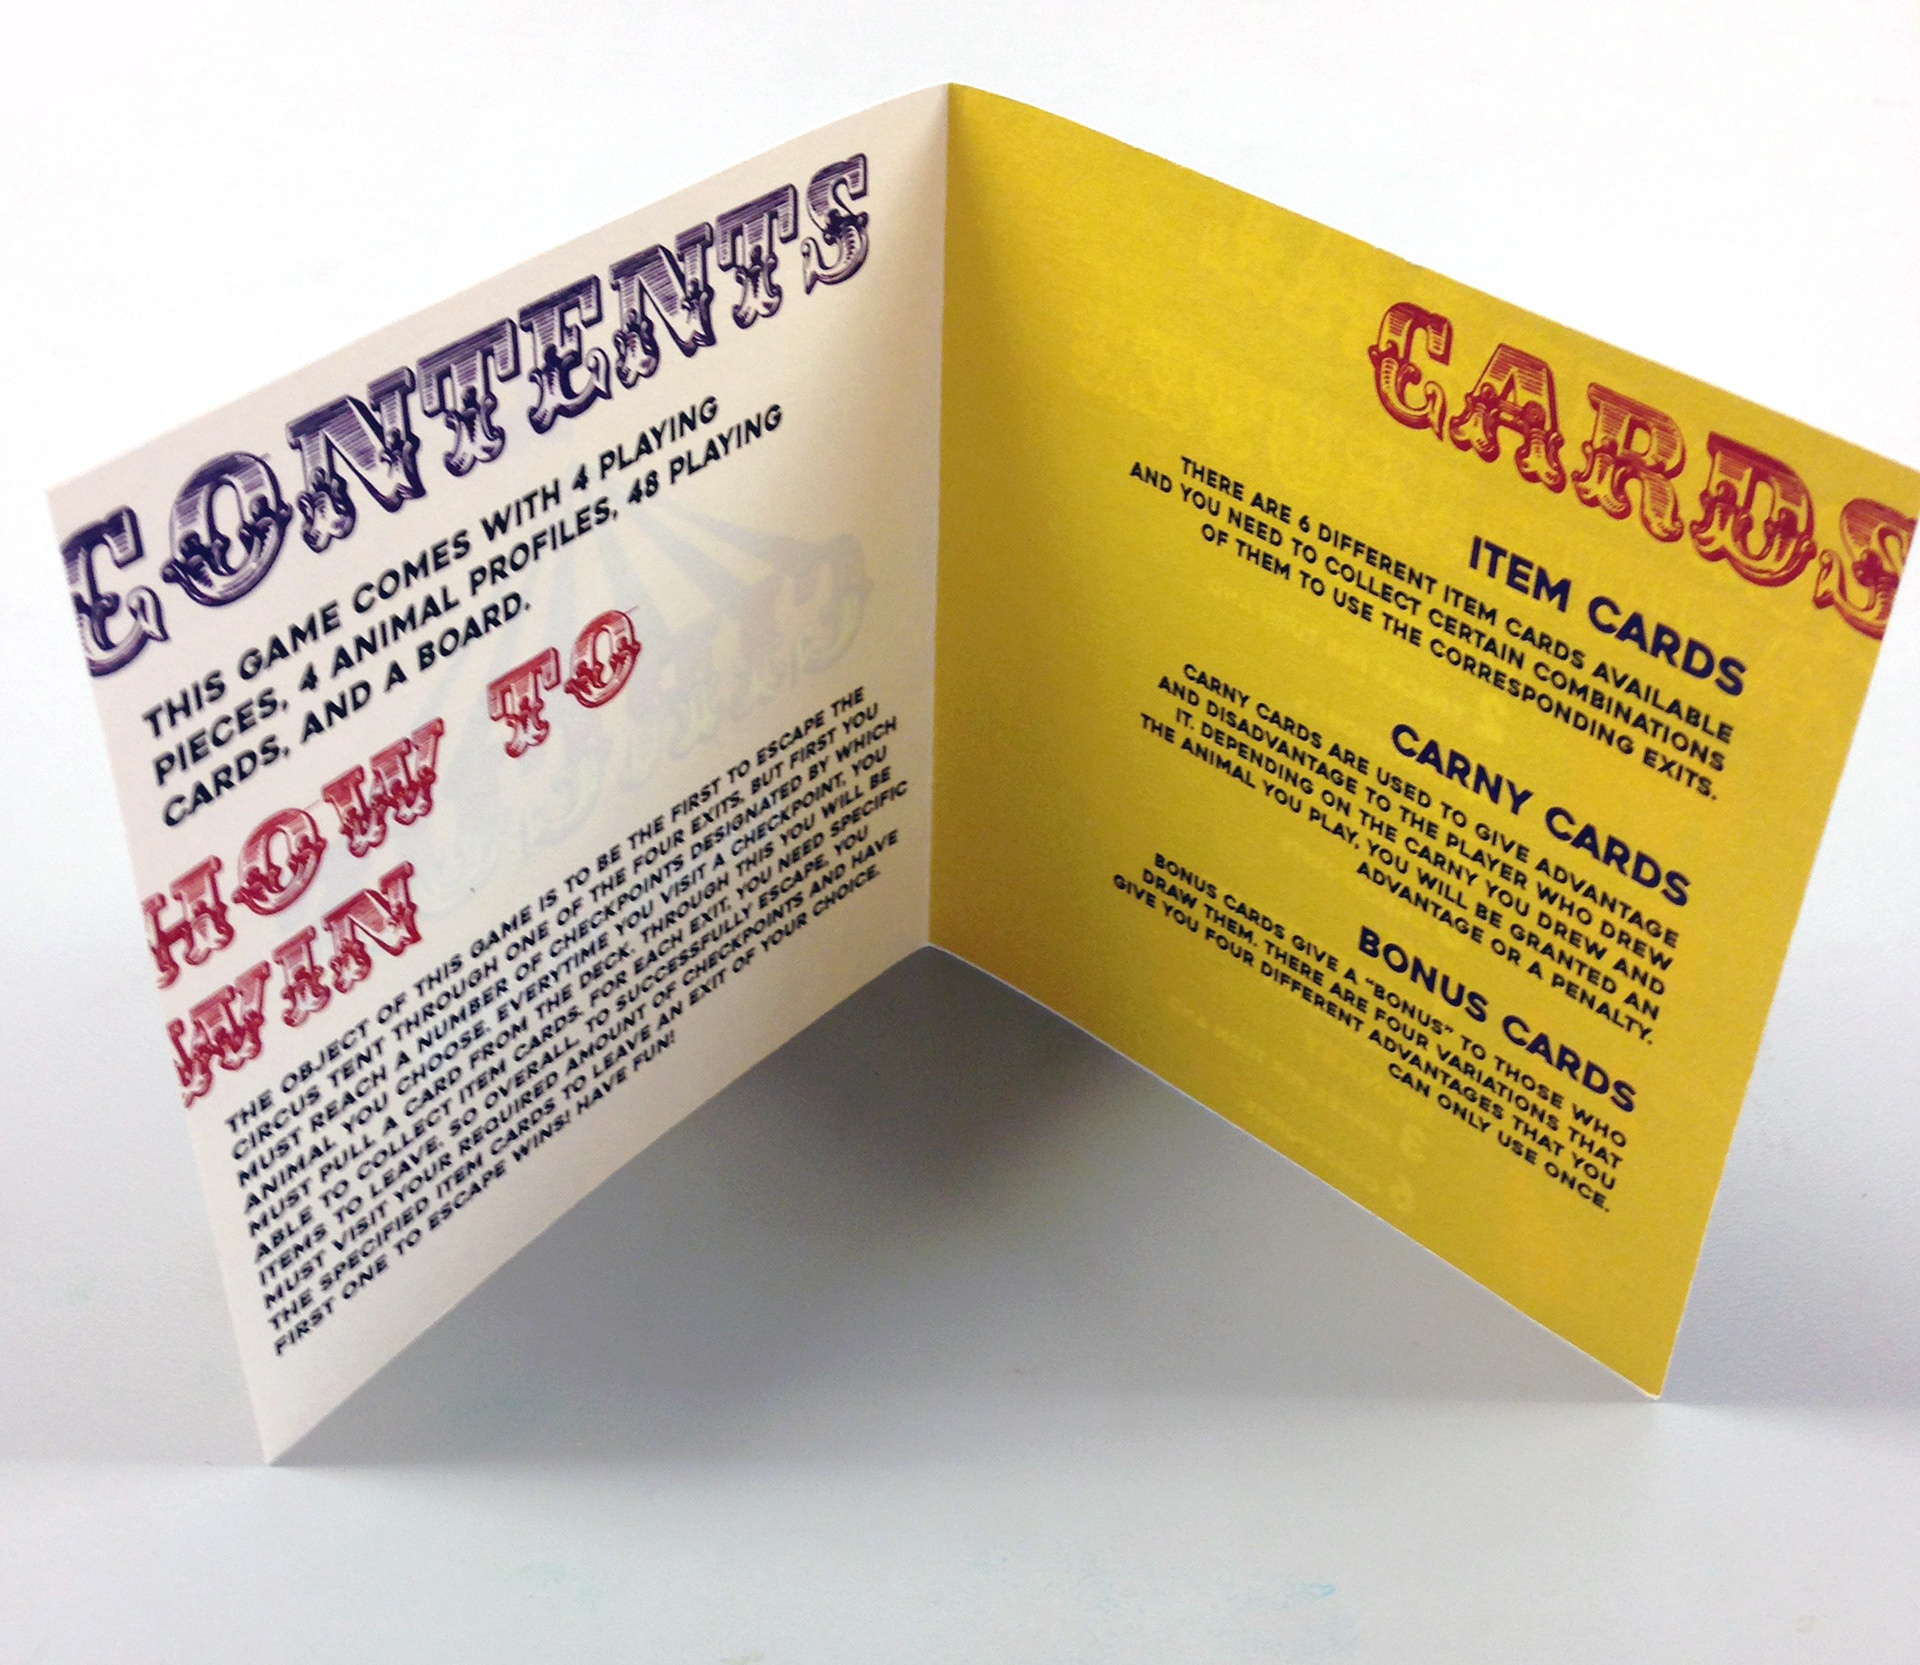 CONTENTS
THIS GAME COMES WITH 4 PLAYING
PIECES, 4 ANIMAL PROFILES, 48 PLAYING
CARDS, AND A BOARD.
HOW TO
WIN
THE OBJECT OF THIS GAME IS TO BE THE FIRST TO ESCAPE THE
CIRCUS TENT THROUGH ONE OF THE FOUR EXITS, BUT FIRST YOU
MUST REACH A NUMBER OF CHECKPOINTS DESIGNATED BY WHICH
ANIMAL YOU CHOOSE. EVERYTIME YOU VISIT A CHECKPOINT, YOU
MUST PULL A CARD FROM THE DECK. THROUGH THIS YOU WILL BE
ABLE TO COLLECT ITEM CARDS. FOR EACH EXIT, YOU NEED SPECIFIC
ITEMS TO LEAVE. SO OVERALL, TO SUCCESSFULLY ESCAPE, YOU
MUST VISIT YOUR REQUIRED AMOUNT OF CHECKPOINTS AND HAVE
THE SPECIFIED ITEM CARDS TO LEAVE AN EXIT OF YOUR CHOICE.
FIRST ONE TO ESCAPE WINS! HAVE FUN!
CARDS
ITEM CARDS
THERE ARE 6 DIFFERENT ITEM CARDS AVAILABLE
AND YOU NEED TO COLLECT CERTAIN COMBINATIONS
OF THEM TO USE THE CORRESPONDING EXITS.
CARNY CARDS
CARNY CARDS ARE USED TO GIVE ADVANTAGE
AND DISADVANTAGE TO THE PLAYER WHO DREW
IT. DEPENDING ON THE CARNY YOU DREW AND
THE ANIMAL YOU PLAY, YOU WILL BE GRANTED AN
ADVANTAGE OR A PENALTY.
BONUS CARDS
BONUS CARDS GIVE A "BONUS" TO THOSE WHO
DRAW THEM. THERE ARE FOUR VARIATIONS THAT
GIVE YOU FOUR DIFFERENT ADVANTAGES THAT YOU
CAN ONLY USE ONCE.